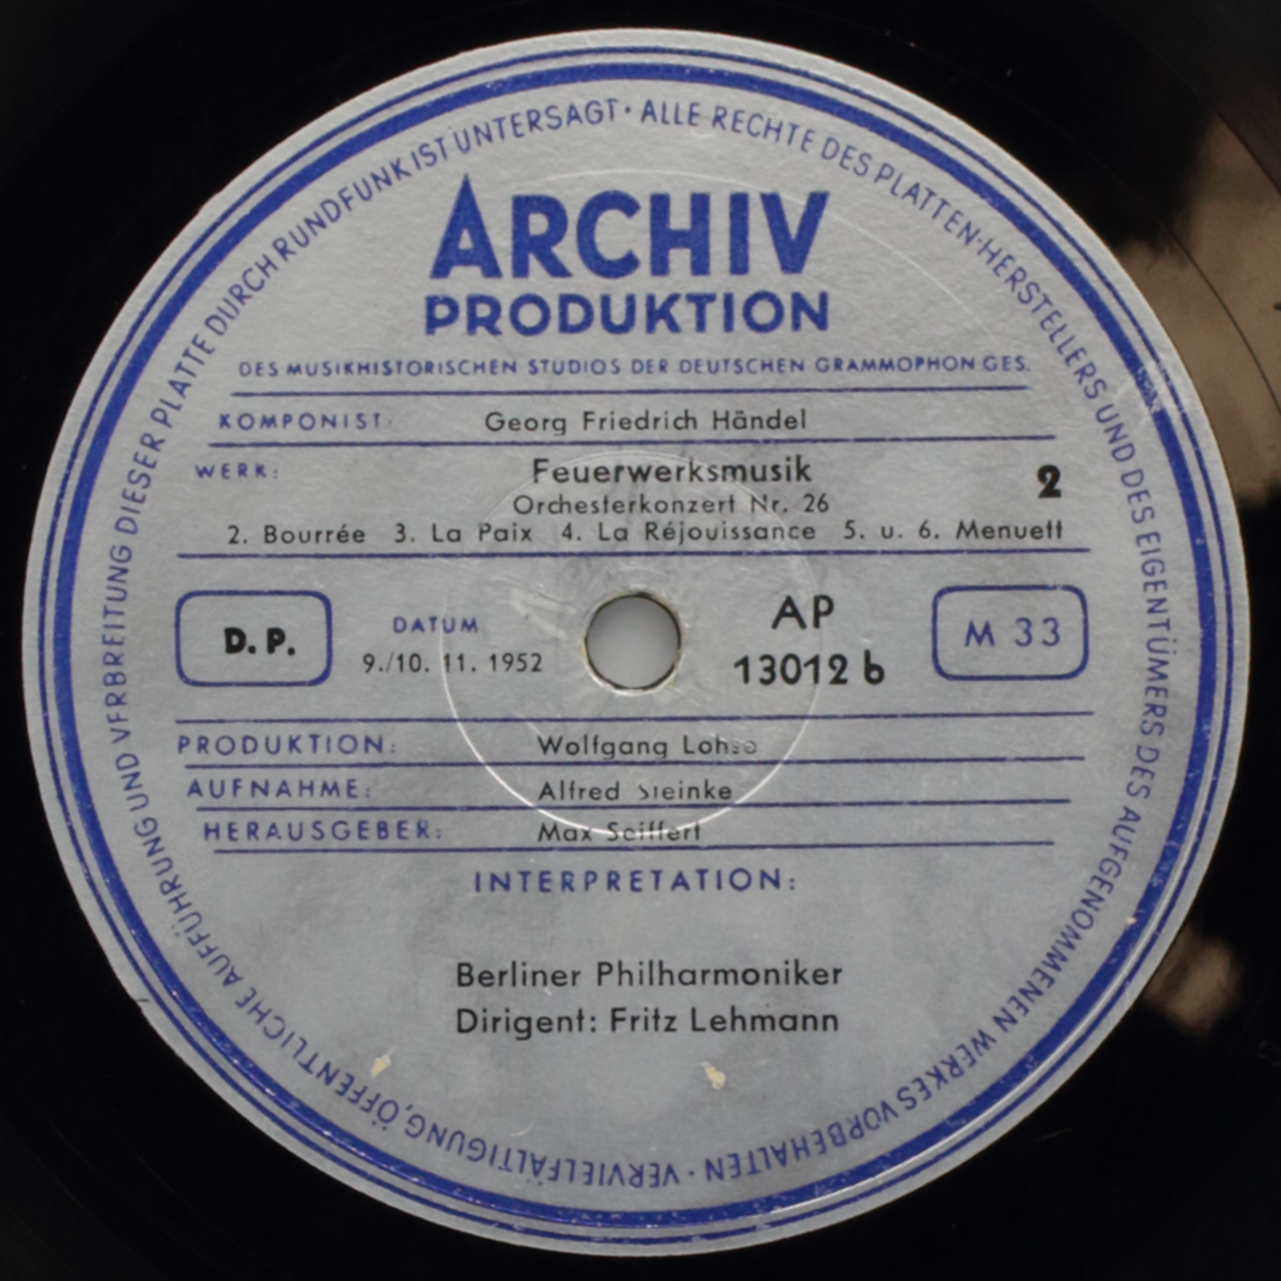 ALLE RECHTE DES PLATTEN-HERSTELLERS UND DES EIGENTÜMERS DES AUFGENOMMENEN WERKES VORBEHALTEN · VERVIELFÄLTIGUNG, ÖFFENTLICHE AUFFÜHRUNG UND VERBREITUNG DIESER PLATTE DURCH RUNDFUNK IST UNTERSAGT ·
ARCHIV
PRODUKTION
DES MUSIKHISTORISCHEN STUDIOS DER DEUTSCHEN GRAMMOPHON GES.
KOMPONIST: Georg Friedrich Händel
WERK: Feuerwerksmusik 2
Orchesterkonzert Nr. 26
2. Bourrée 3. La Paix 4. La Réjouissance 5. u. 6. Menuett
D. P. DATUM AP M 33
9./10. 11. 1952 13012 b
PRODUKTION: Wolfgang Lohse
AUFNAHME: Alfred Steinke
HERAUSGEBER: Max Seiffert
INTERPRETATION:
Berliner Philharmoniker
Dirigent: Fritz Lehmann